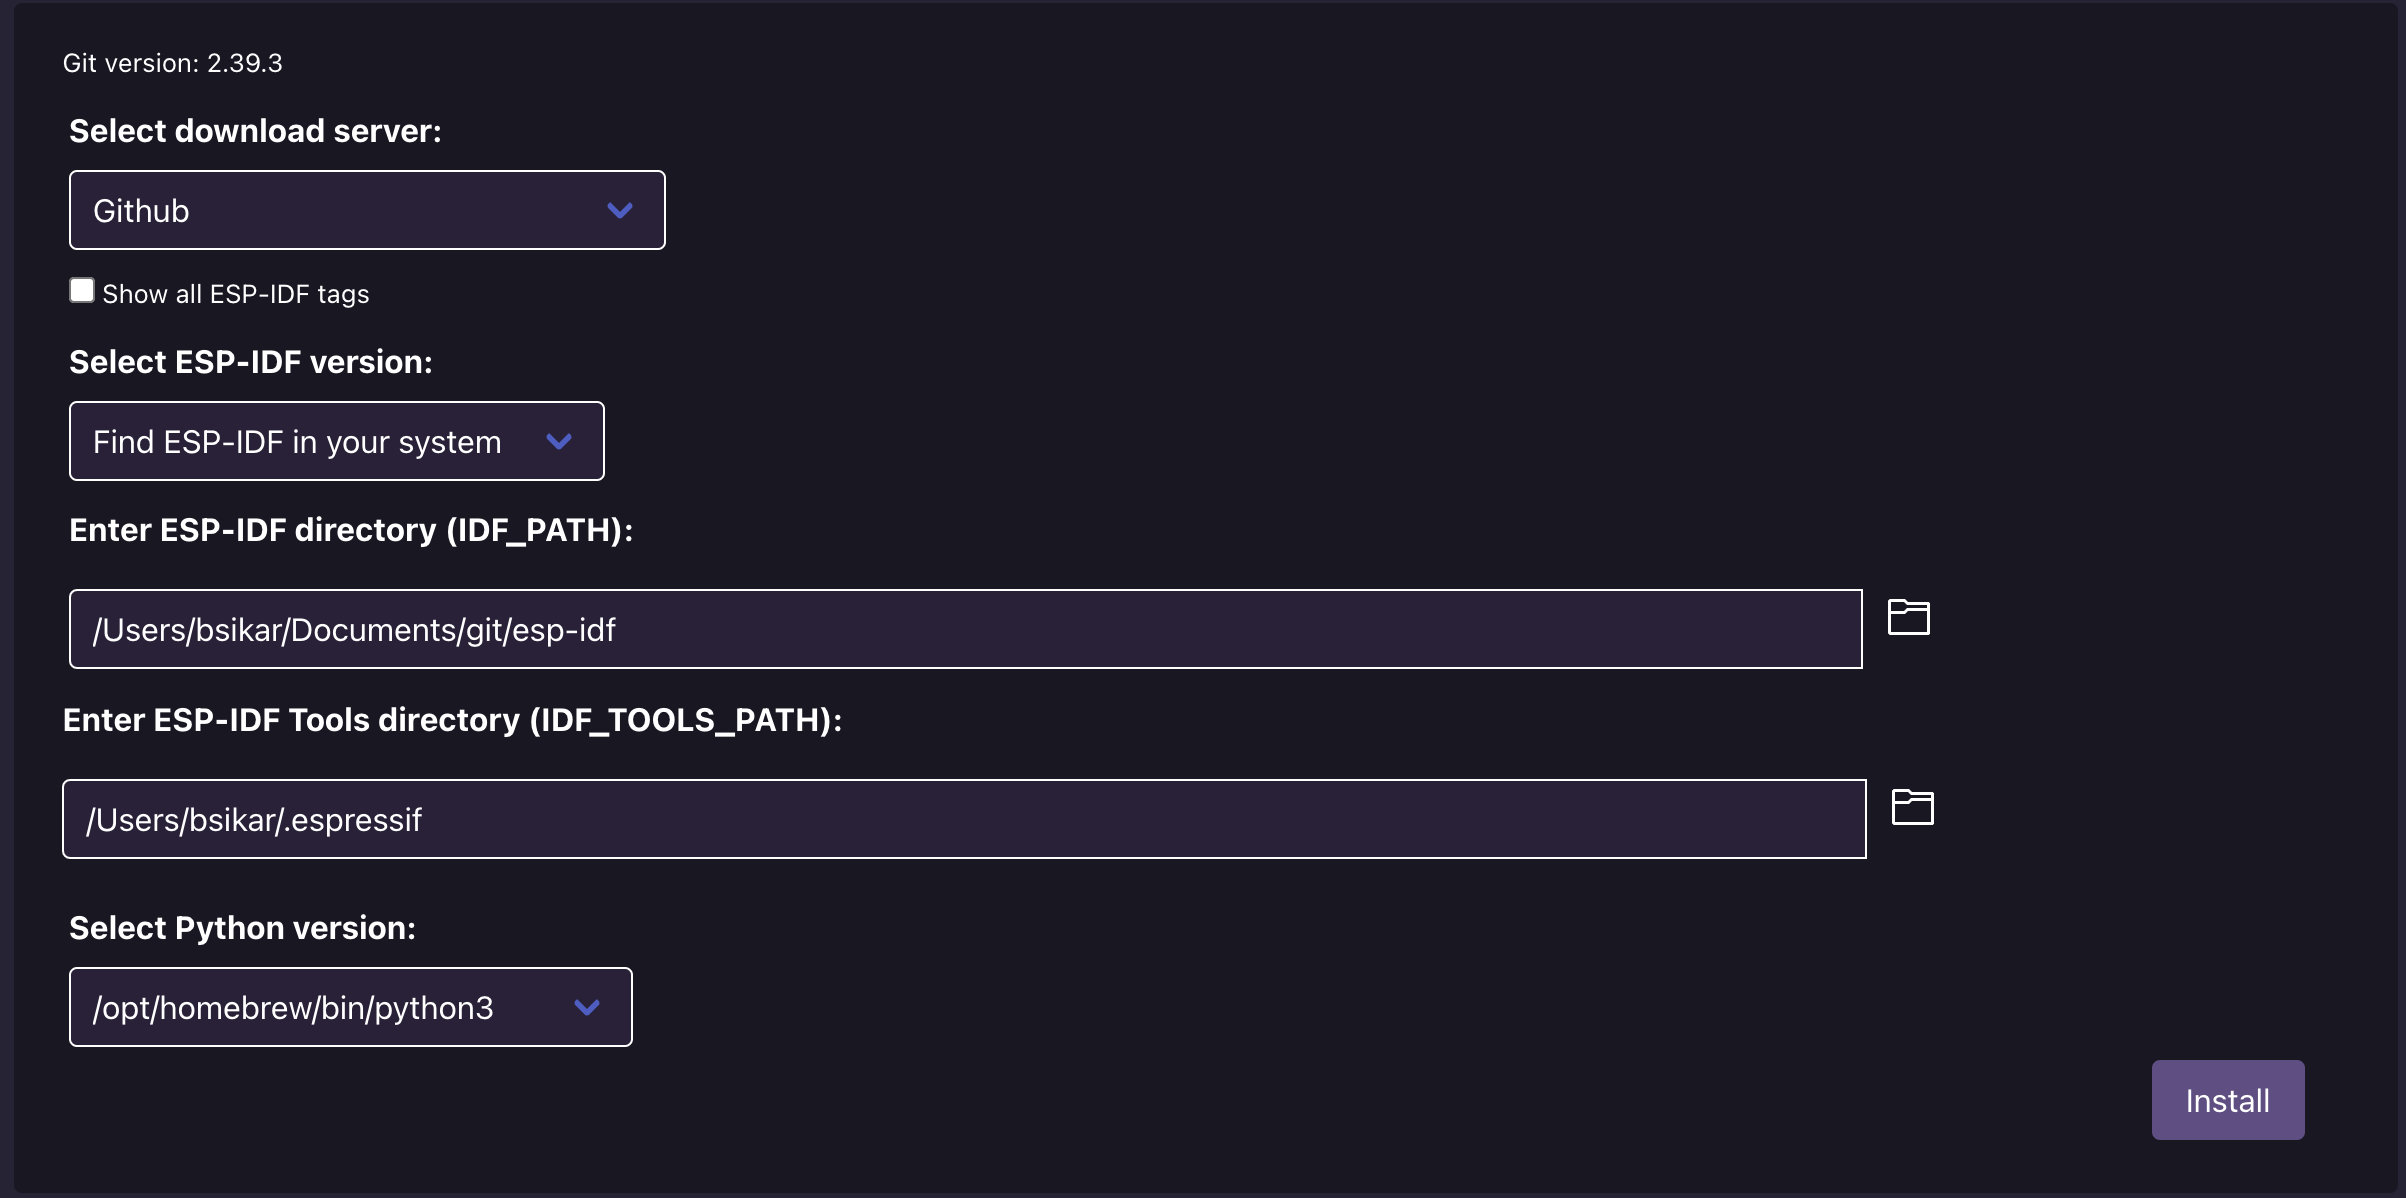 Git version: 2.39.3
Select download server:
Github
Show all ESP-IDF tags
Select ESP-IDF version:
Find ESP-IDF in your system
Enter ESP-IDF directory (IDF_PATH):
/Users/bsikar/Documents/git/esp-idf
Enter ESP-IDF Tools directory (IDF_TOOLS_PATH):
/Users/bsikar/.espressif
Select Python version:
/opt/homebrew/bin/python3
Install